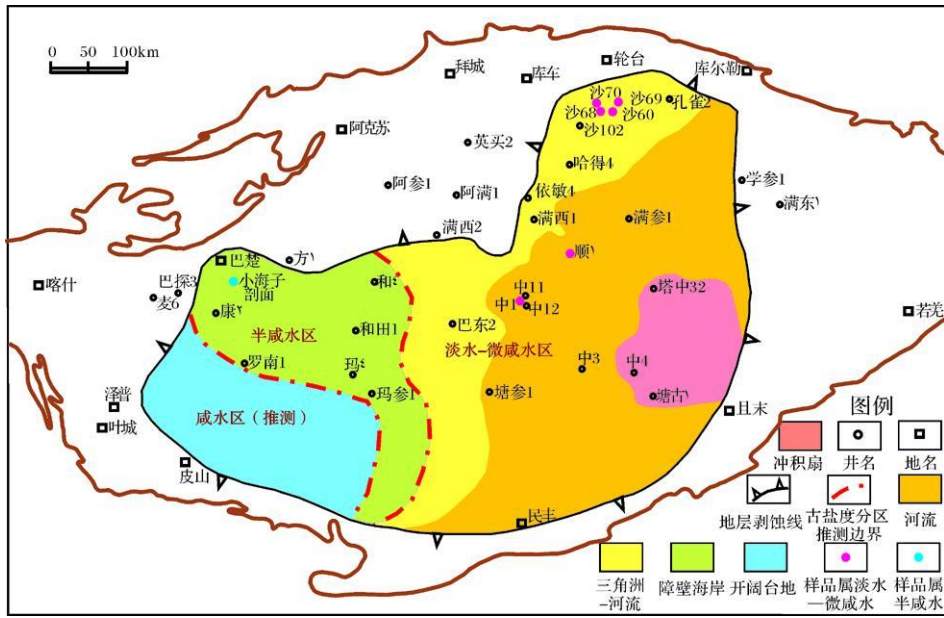 0 50 100km
拜城
库车
轮台
库尔勒
沙70
沙69
孔雀2
沙68
沙60
沙102
阿克苏
英买2
哈得4
学参1
阿参1
阿满1
依敏4
满东1
满西1
满参1
满西2
顺1
巴楚
方1
喀什
巴探3
小海子
剖面
和
麦6
康
中11
中1
中12
塔中32
若羌
半咸水区
和田1
巴东2
淡水-微咸水区
罗南1
玛
中3
中4
玛参1
塘参1
塘古1
泽普
叶城
咸水区（推测）
且末
皮山
民丰
图例
冲积扇
井名
地名
地层剥蚀线
古盐度分区
推测边界
河流
三角洲
-河流
障壁海岸
开阔台地
样品属淡水
—微咸水
样品属
半咸水